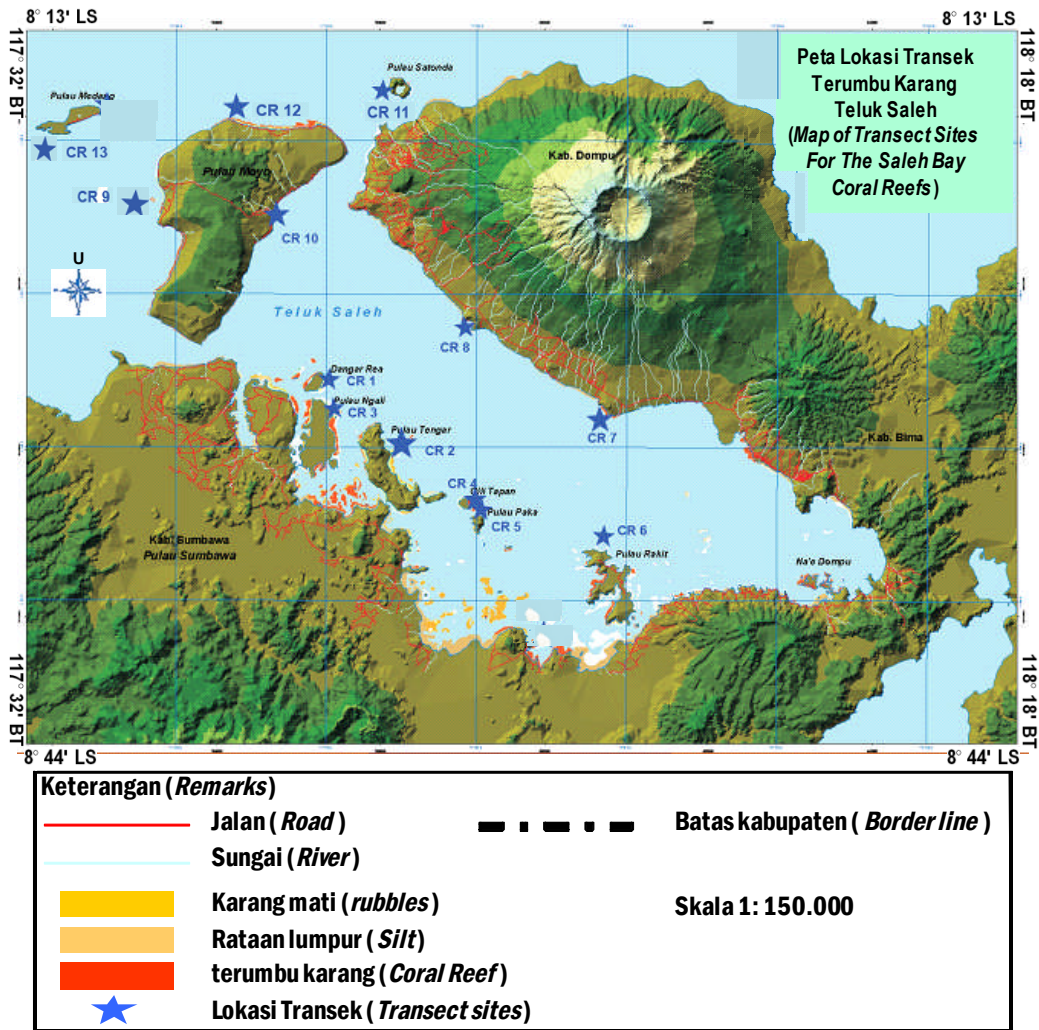 8° 13' LS
8° 13' LS
117° 32' BT
118° 18' BT
Peta Lokasi Transek
Terumbu Karang
Teluk Saleh
(Map of Transect Sites
For The Saleh Bay
Coral Reefs)
Pulau Satonda
CR 11
Pulau Medang
CR 12
CR 13
Kab. Dompu
Pulau Moyo
CR 9
CR 10
U
Teluk Saleh
CR 8
Dangar Rea
CR 1
Pulau Ngali
CR 3
Pulau Tengar
CR 2
CR 7
Kab. Bima
CR 4
Gili Tapan
Pulau Paka
CR 5
CR 6
Kab. Sumbawa
Pulau Sumbawa
Pulau Rakit
Na'e Dompu
117° 32' BT
118° 18' BT
8° 44' LS
8° 44' LS
Keterangan (Remarks)
Jalan (Road)
Batas kabupaten (Border line)
Sungai (River)
Karang mati (rubbles)
Skala 1: 150.000
Rataan lumpur (Silt)
terumbu karang (Coral Reef)
Lokasi Transek (Transect sites)